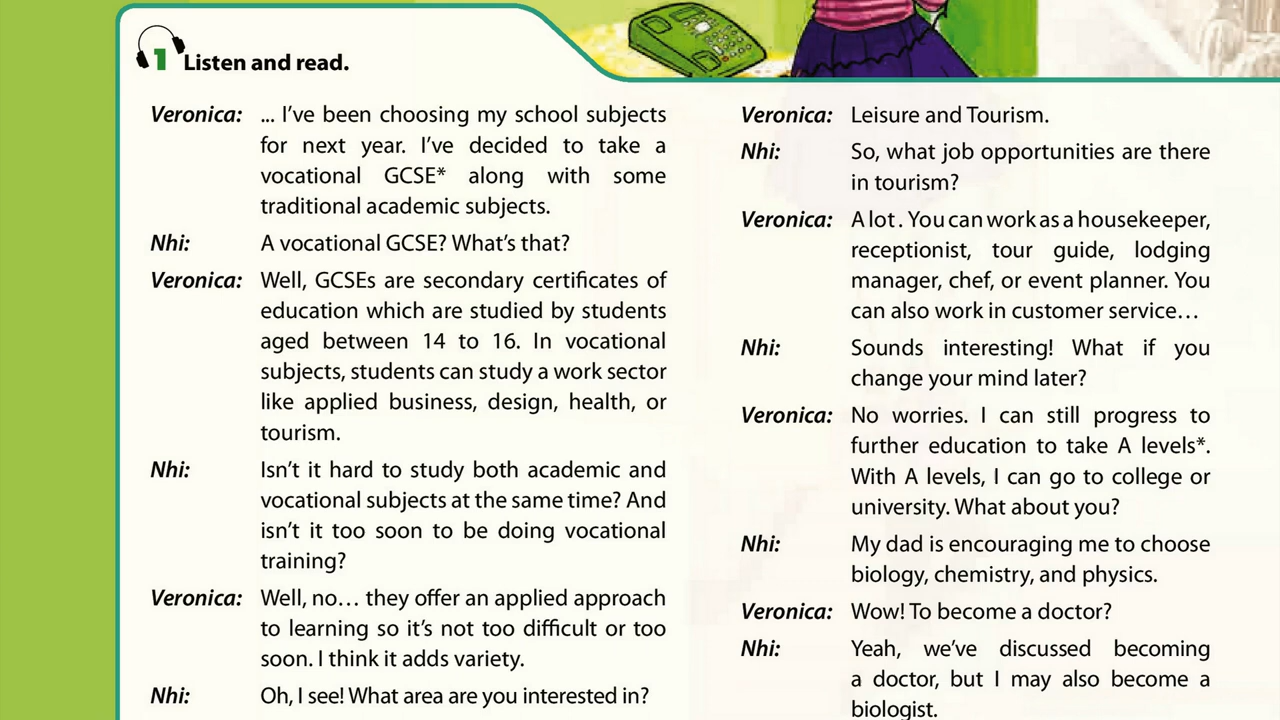 1 Listen and read.
Veronica: ... I've been choosing my school subjects
for next year. I've decided to take a
vocational GCSE* along with some
traditional academic subjects.
Nhi: A vocational GCSE? What's that?
Veronica: Well, GCSEs are secondary certificates of
education which are studied by students
aged between 14 to 16. In vocational
subjects, students can study a work sector
like applied business, design, health, or
tourism.
Nhi: Isn't it hard to study both academic and
vocational subjects at the same time? And
isn't it too soon to be doing vocational
training?
Veronica: Well, no... they offer an applied approach
to learning so it's not too difficult or too
soon. I think it adds variety.
Nhi: Oh, I see! What area are you interested in?
Veronica: Leisure and Tourism.
Nhi: So, what job opportunities are there
in tourism?
Veronica: A lot . You can work as a housekeeper,
receptionist, tour guide, lodging
manager, chef, or event planner. You
can also work in customer service...
Nhi: Sounds interesting! What if you
change your mind later?
Veronica: No worries. I can still progress to
further education to take A levels*.
With A levels, I can go to college or
university. What about you?
Nhi: My dad is encouraging me to choose
biology, chemistry, and physics.
Veronica: Wow! To become a doctor?
Nhi: Yeah, we've discussed becoming
a doctor, but I may also become a
biologist.